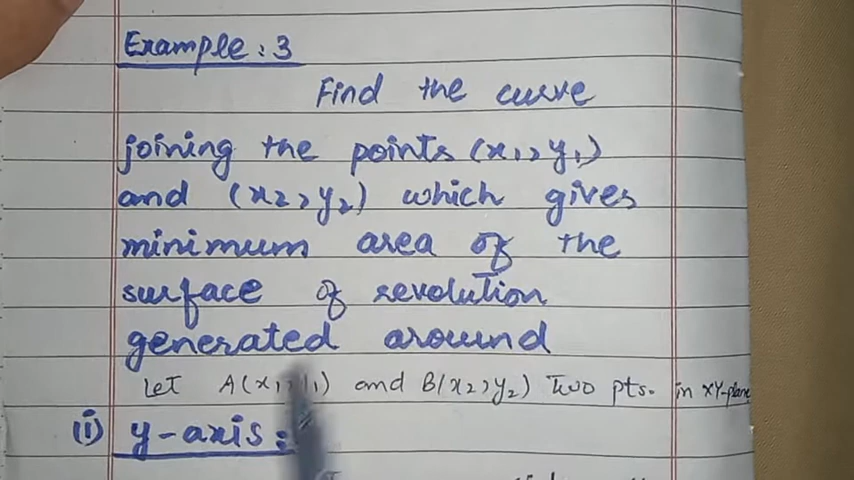 Example: 3
Find the curve
joining the points (x₁, y₁)
and (x₂, y₂) which gives
minimum area of the
surface of revolution
generated around
Let A(x₁, y₁) and B(x₂, y₂) Two pts. in XY-plane
(i) y-axis: